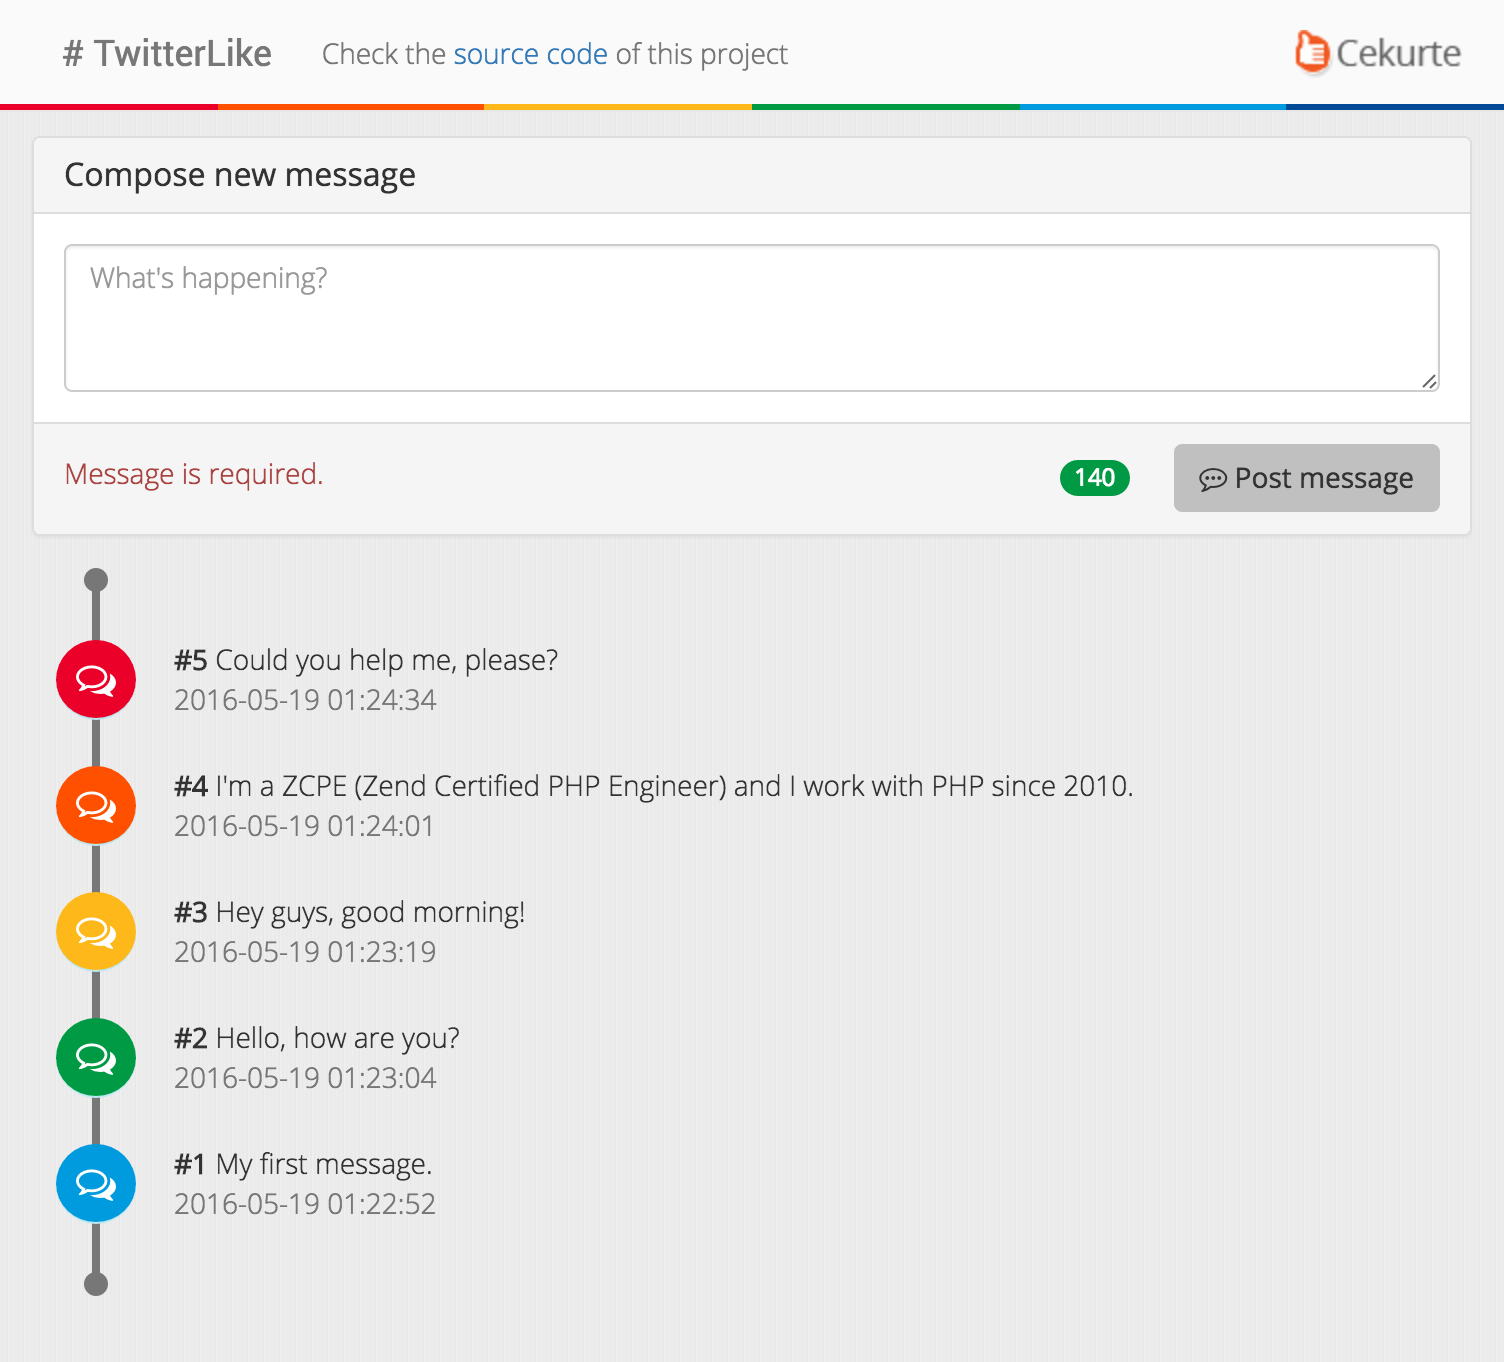 # TwitterLike
Check the source code of this project
Cekurte
Compose new message
What's happening?
Message is required.
140
Post message
#5 Could you help me, please?
2016-05-19 01:24:34
#4 I'm a ZCPE (Zend Certified PHP Engineer) and I work with PHP since 2010.
2016-05-19 01:24:01
#3 Hey guys, good morning!
2016-05-19 01:23:19
#2 Hello, how are you?
2016-05-19 01:23:04
#1 My first message.
2016-05-19 01:22:52